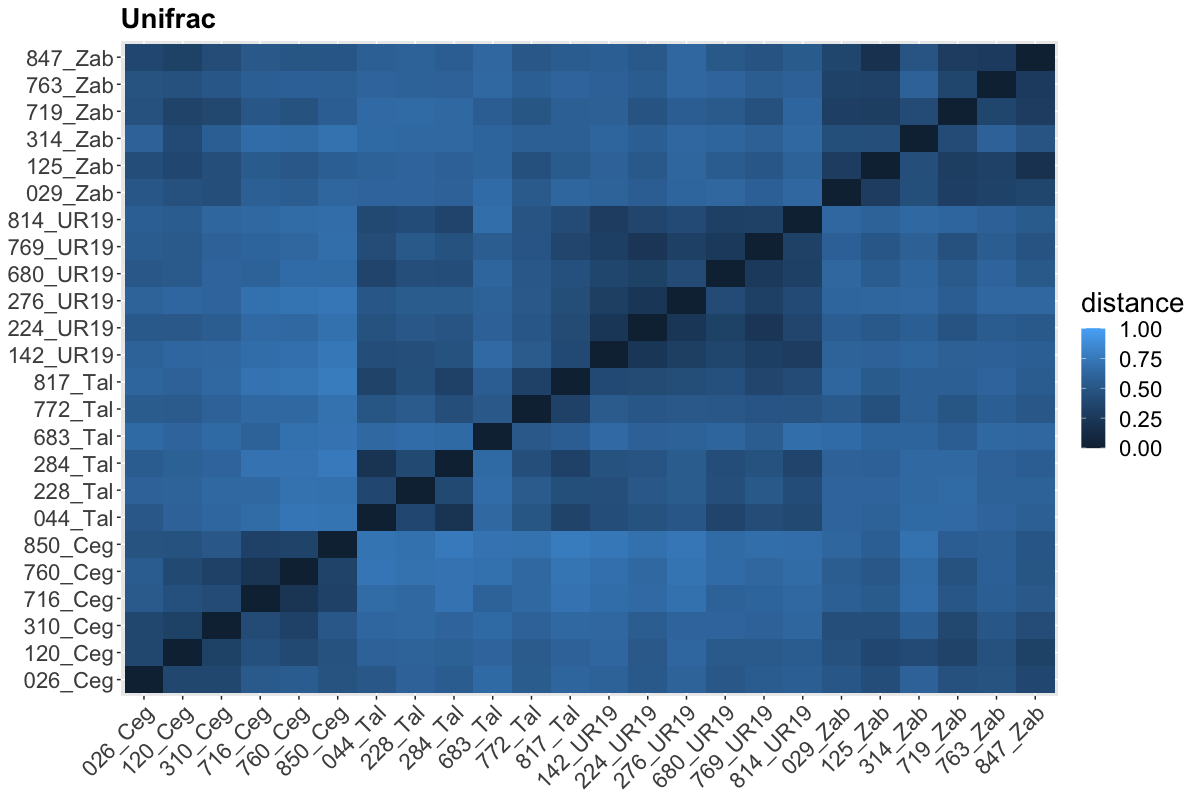 Unifrac
847_Zab
763_Zab
719_Zab
314_Zab
125_Zab
029_Zab
814_UR19
769_UR19
680_UR19
276_UR19
224_UR19
142_UR19
817_Tal
772_Tal
683_Tal
284_Tal
228_Tal
044_Tal
850_Ceg
760_Ceg
716_Ceg
310_Ceg
120_Ceg
026_Ceg
026_Ceg
120_Ceg
310_Ceg
716_Ceg
760_Ceg
850_Ceg
044_Tal
228_Tal
284_Tal
683_Tal
772_Tal
817_Tal
142_UR19
224_UR19
276_UR19
680_UR19
769_UR19
814_UR19
029_Zab
125_Zab
314_Zab
719_Zab
763_Zab
847_Zab
distance
1.00
0.75
0.50
0.25
0.00